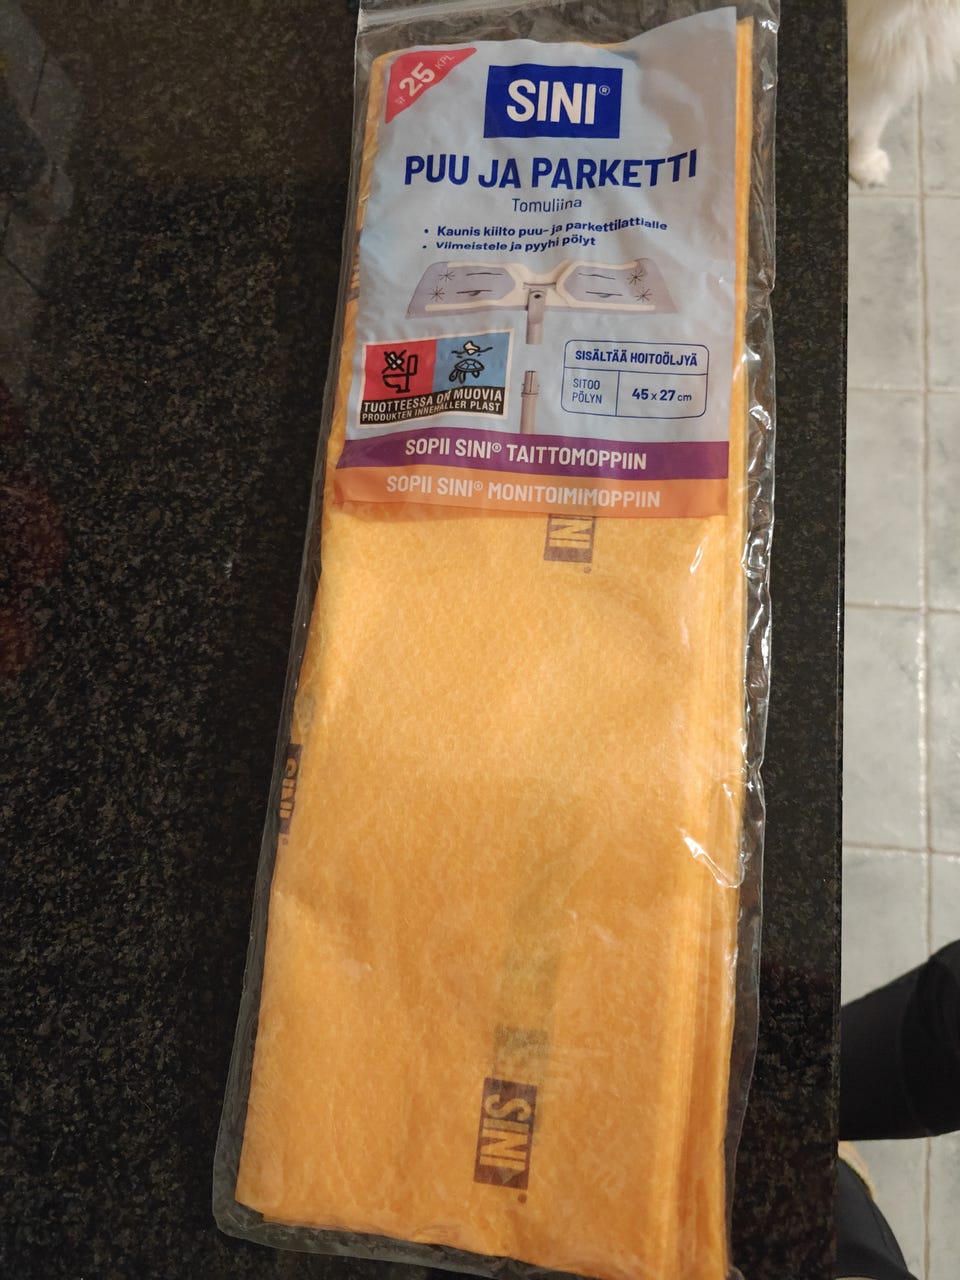 25 KPL
st
SINI®
PUU JA PARKETTI
Tomuliina
• Kaunis kiilto puu- ja parkettilattialle
• Viimeistele ja pyyhi pölyt
SISÄLTÄÄ HOITOÖLJYÄ
SITOO
PÖLYN
45 x 27 cm
TUOTTEESSA ON MUOVIA
PRODUKTEN INNEHÅLLER PLAST
SOPII SINI® TAITTOMOPPIIN
SOPII SINI® MONITOIMIMOPPIIN
SINI
SINI
SINI